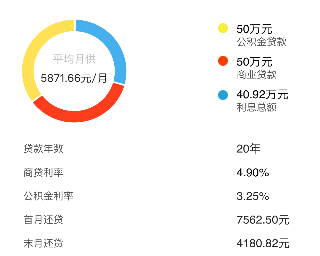 平均月供
5871.66元/月
50万元
公积金贷款
50万元
商业贷款
40.92万元
利息总额
贷款年数 20年
商贷利率 4.90%
公积金利率 3.25%
首月还贷 7562.50元
末月还贷 4180.82元